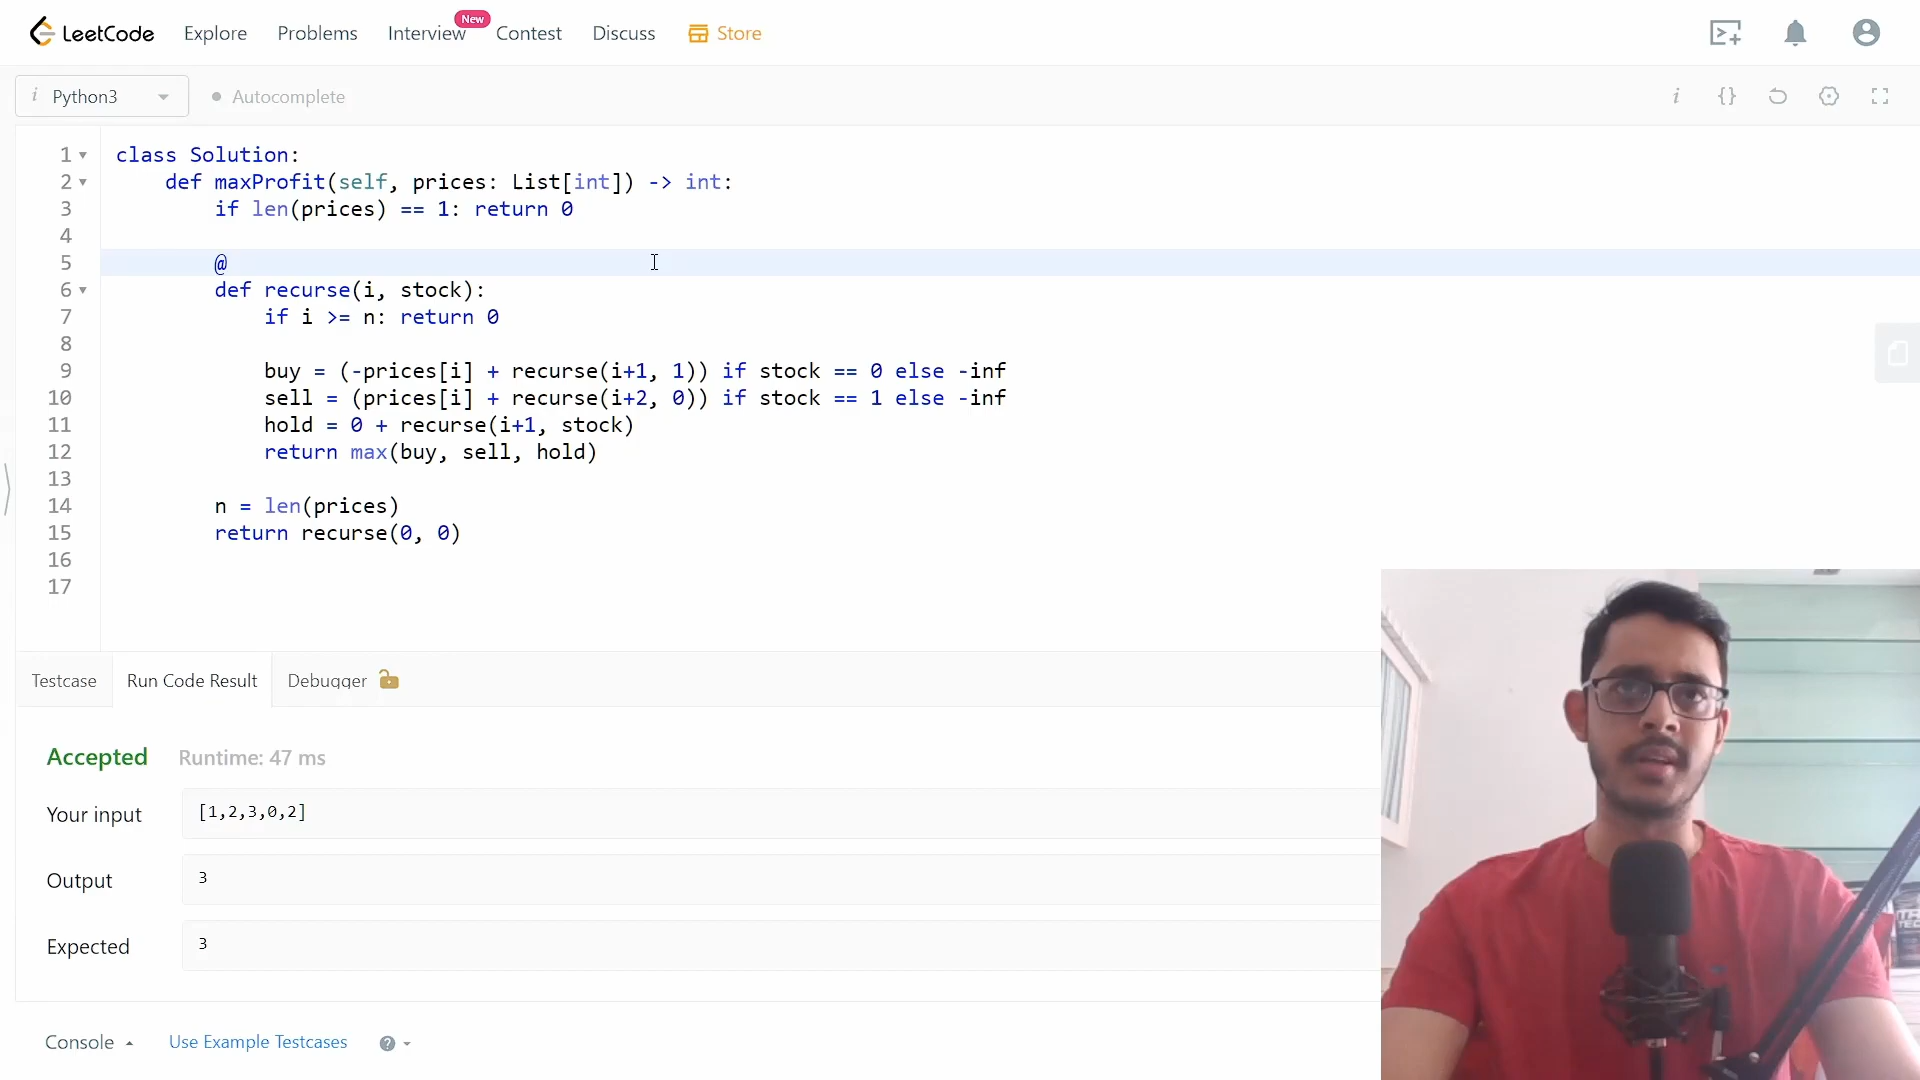 LeetCode Explore Problems Interview New Contest Discuss Store
i Python3 Autocomplete i {}
1 class Solution:
2     def maxProfit(self, prices: List[int]) -> int:
3         if len(prices) == 1: return 0
4
5         @
6         def recurse(i, stock):
7             if i >= n: return 0
8
9             buy = (-prices[i] + recurse(i+1, 1)) if stock == 0 else -inf
10             sell = (prices[i] + recurse(i+2, 0)) if stock == 1 else -inf
11             hold = 0 + recurse(i+1, stock)
12             return max(buy, sell, hold)
13
14         n = len(prices)
15         return recurse(0, 0)
16
17
Testcase Run Code Result Debugger
Accepted Runtime: 47 ms
Your input [1,2,3,0,2]
Output 3
Expected 3
Console Use Example Testcases ?